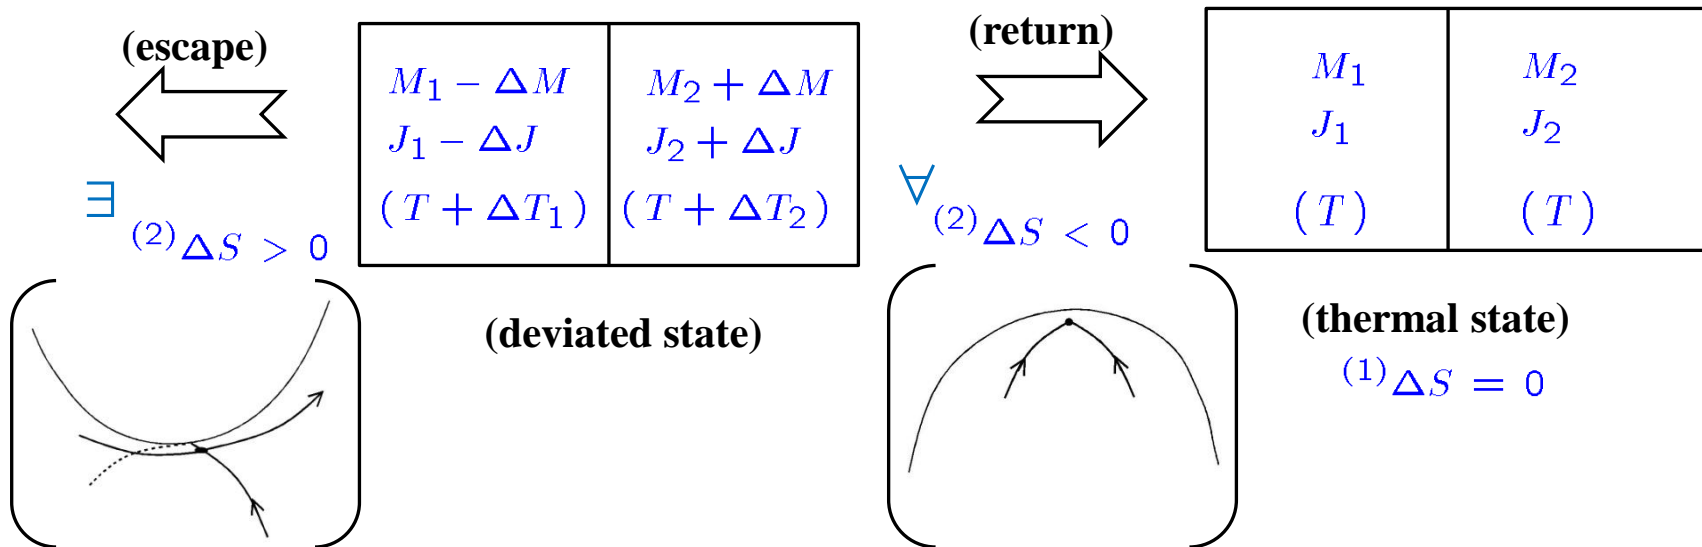 (escape)
∃ ⁽²⁾ΔS > 0
M₁ − ΔM
J₁ − ΔJ
(T + ΔT₁)
M₂ + ΔM
J₂ + ΔJ
(T + ΔT₂)
(deviated state)
(return)
∀ ⁽²⁾ΔS < 0
M₁
J₁
(T)
M₂
J₂
(T)
(thermal state)
⁽¹⁾ΔS = 0